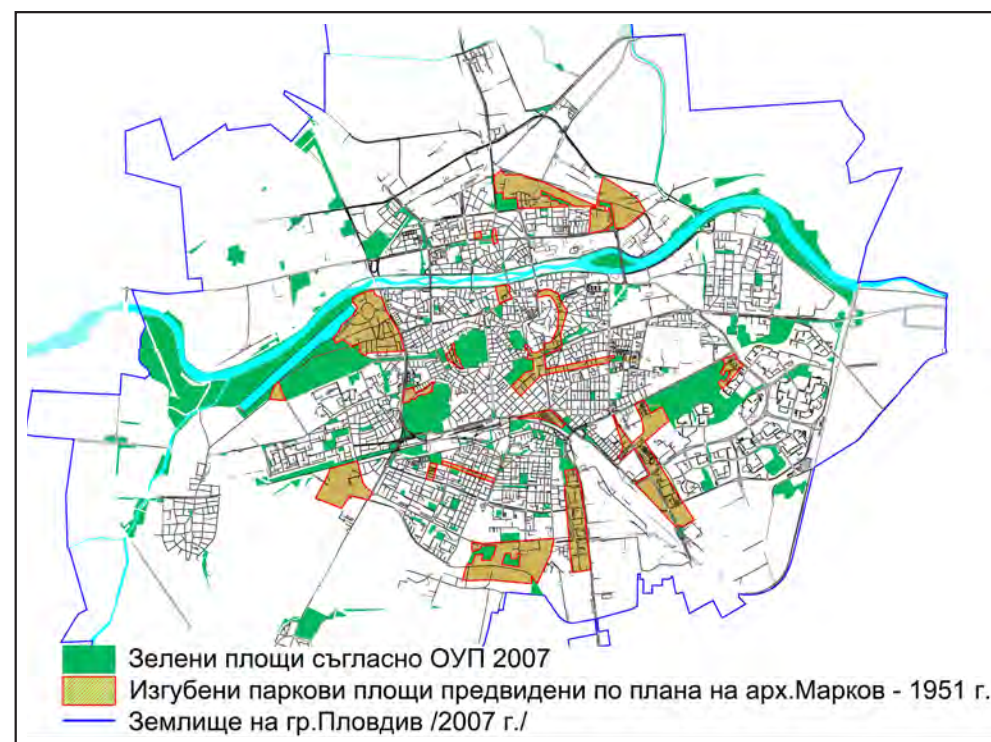 Зелени площи съгласно ОУП 2007
Изгубени паркови площи предвидени по плана на арх.Марков - 1951 г.
Землище на гр.Пловдив /2007 г./